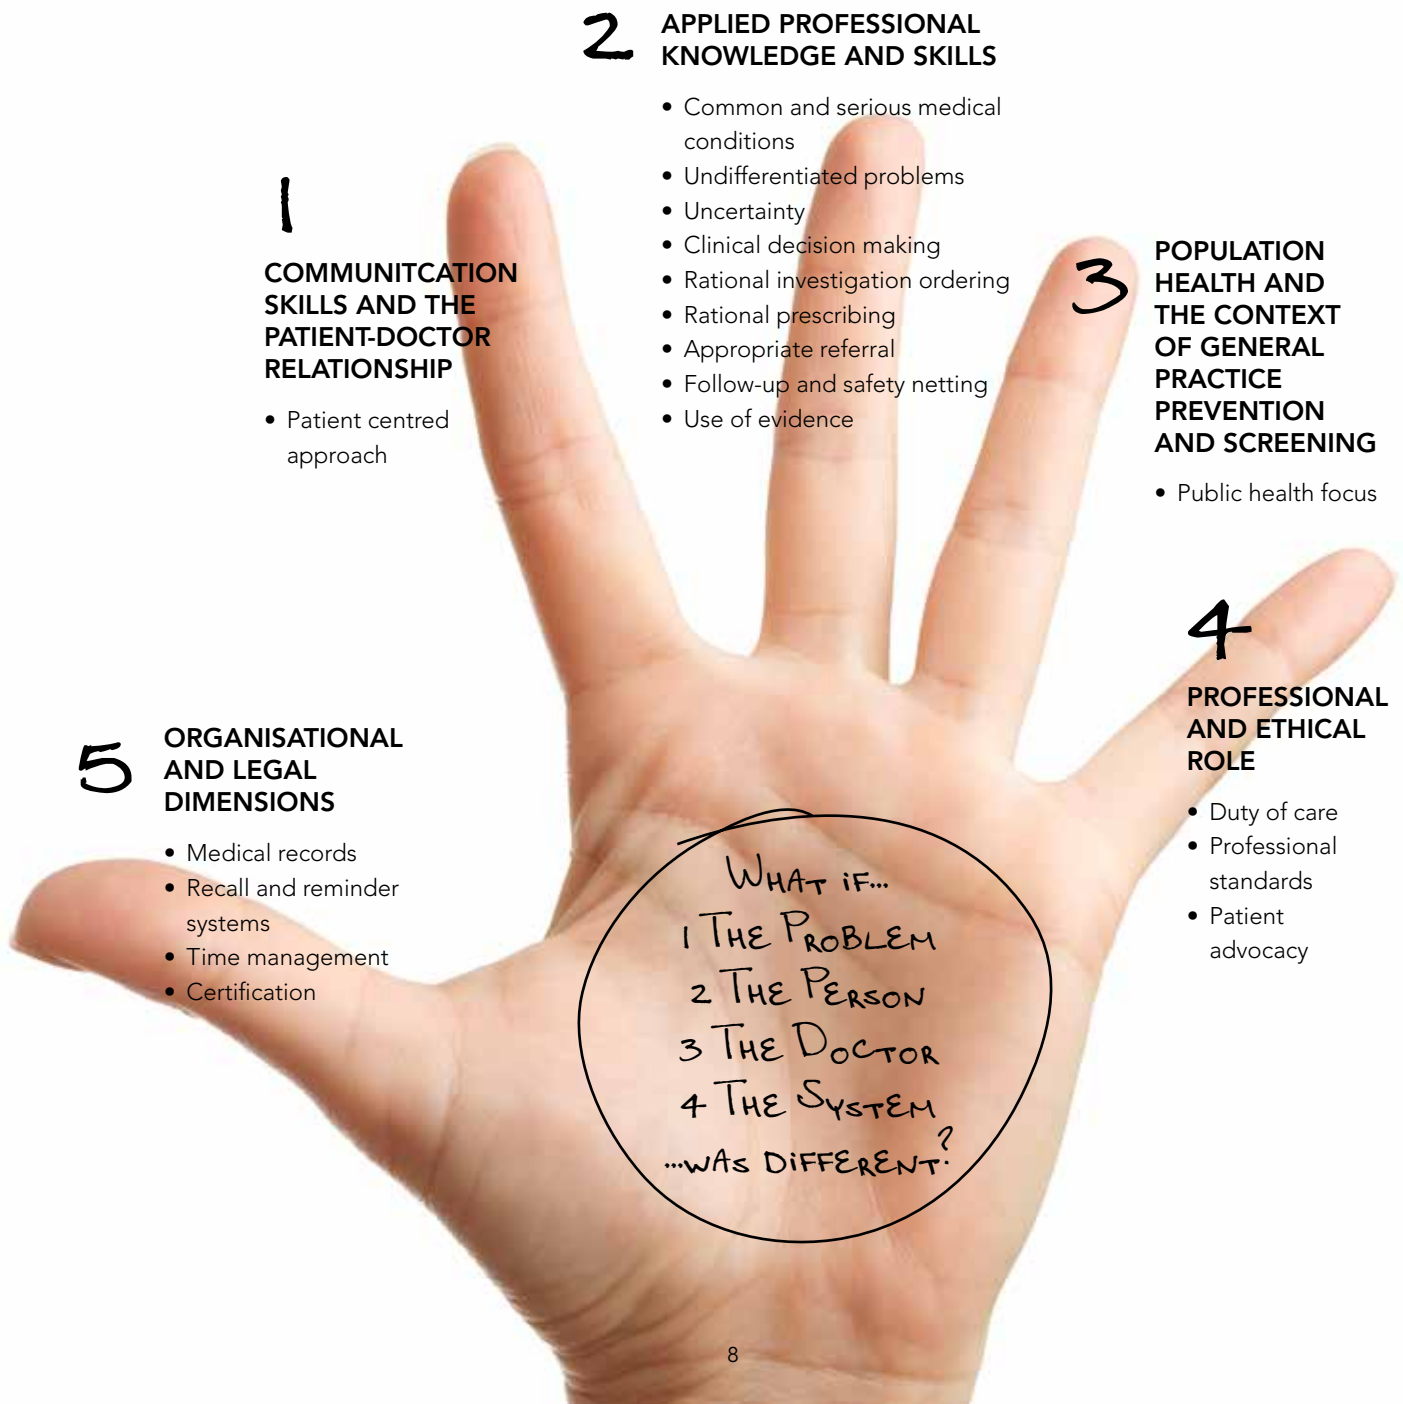 1
COMMUNITCATION
SKILLS AND THE
PATIENT-DOCTOR
RELATIONSHIP
• Patient centred
approach
2
APPLIED PROFESSIONAL
KNOWLEDGE AND SKILLS
• Common and serious medical
conditions
• Undifferentiated problems
• Uncertainty
• Clinical decision making
• Rational investigation ordering
• Rational prescribing
• Appropriate referral
• Follow-up and safety netting
• Use of evidence
3
POPULATION
HEALTH AND
THE CONTEXT
OF GENERAL
PRACTICE
PREVENTION
AND SCREENING
• Public health focus
4
PROFESSIONAL
AND ETHICAL
ROLE
• Duty of care
• Professional
standards
• Patient
advocacy
5
ORGANISATIONAL
AND LEGAL
DIMENSIONS
• Medical records
• Recall and reminder
systems
• Time management
• Certification
WHAT iF...
1 THE PROBLEM
2 THE PERSON
3 THE DOCTOR
4 THE SYSTEM
...WAS DiFFERENT?
8